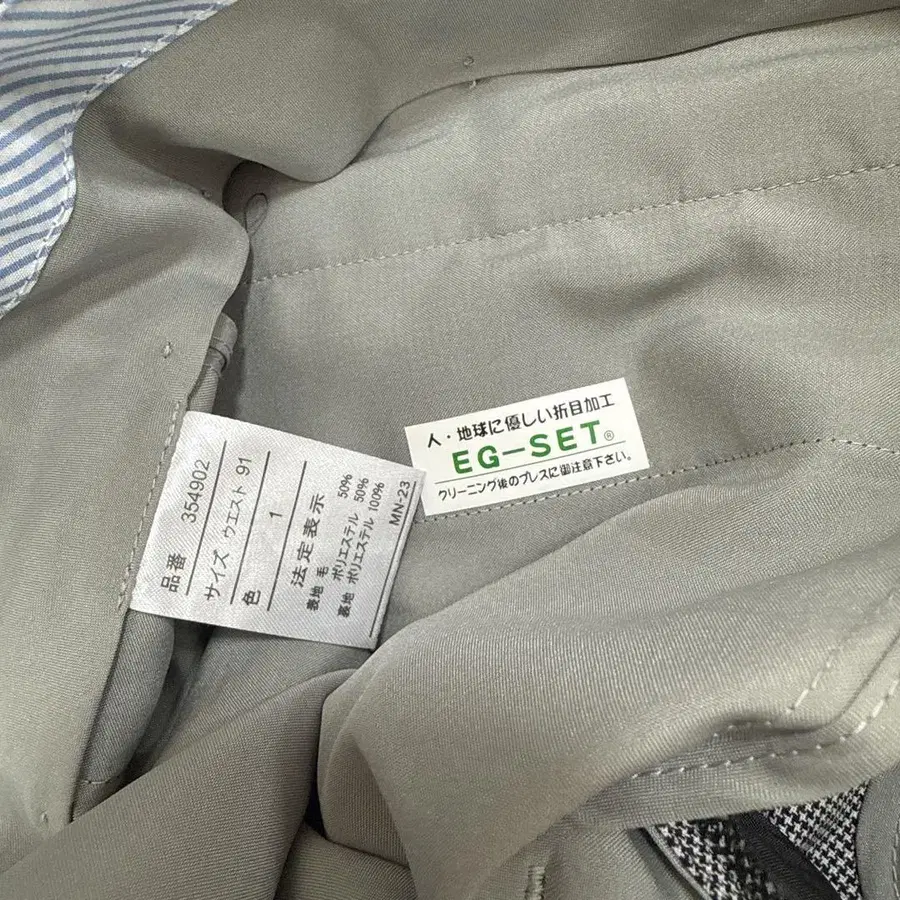 品番 354902
サイズ ウエスト 91
色 1
法定表示
表地 毛 50%
ポリエステル 50%
裏地 ポリエステル 100%
MN-23
人・地球に優しい折目加工
EG-SET®
クリーニング後のプレスに御注意下さい。